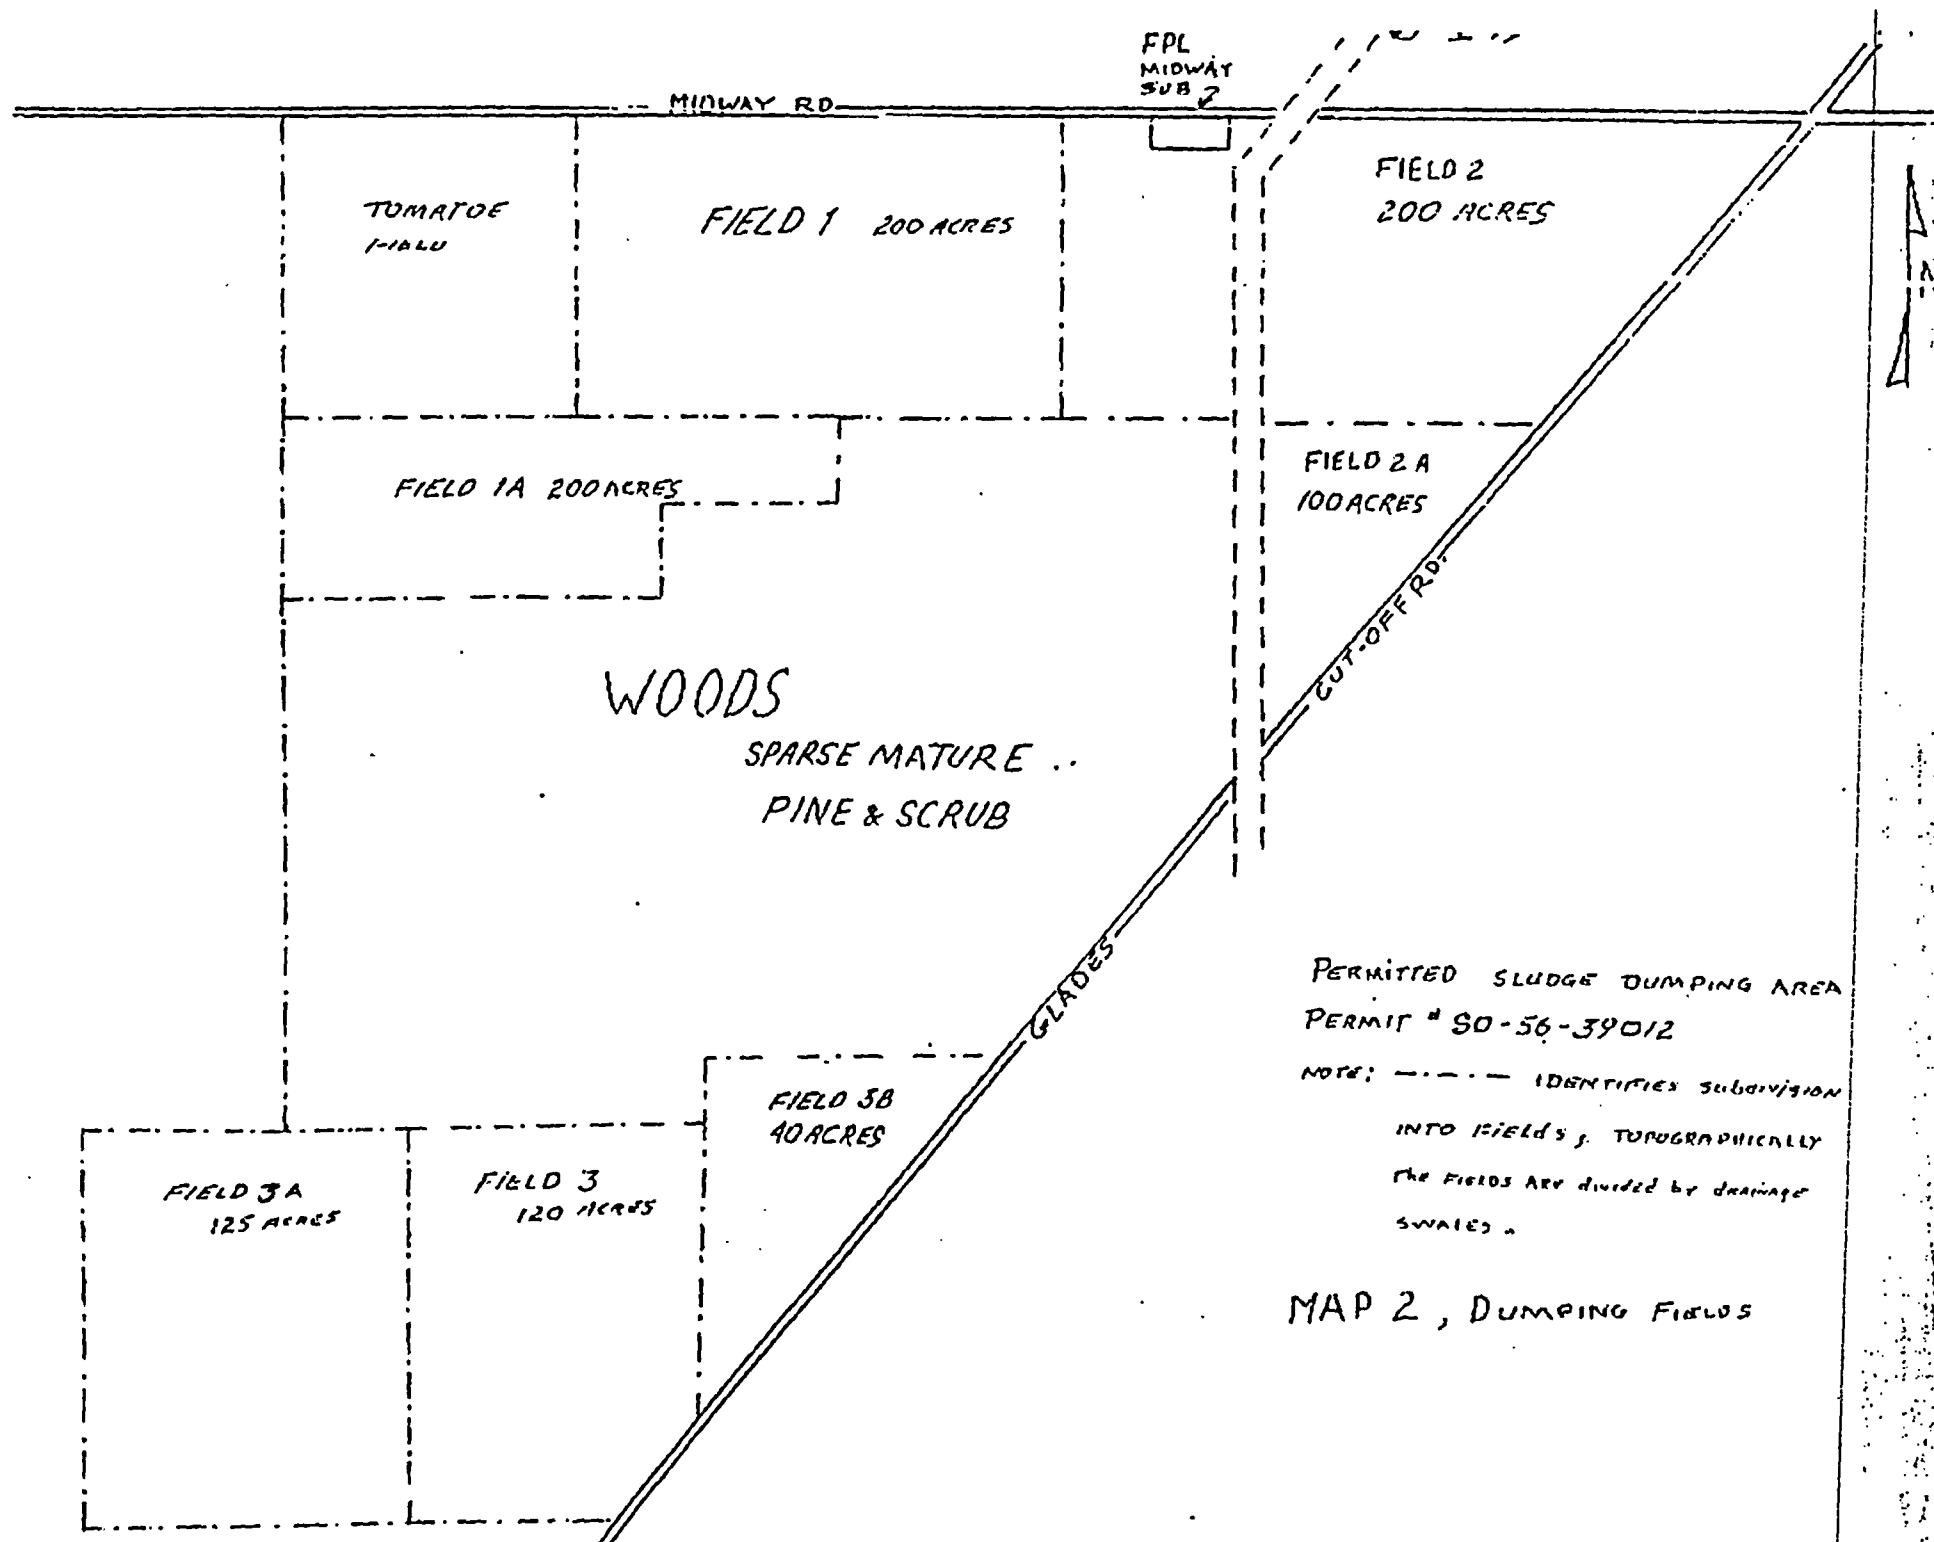 FPL
MIDWAY
SUB
MIDWAY RD
FIELD 2
200 ACRES
TOMATOE
FIELD 1 200 ACRES
N
FIELD 2A
100 ACRES
FIELD 1A 200 ACRES
CUT-OFF RD.
WOODS
SPARSE MATURE
PINE & SCRUB
GLADES
PERMITTED SLUDGE DUMPING AREA
PERMIT # SO-56-39012
NOTE: —·—·— IDENTIFIES SUBDIVISION
INTO FIELDS; TOPOGRAPHICALLY
The FIELDS ARE divided by drainage
SWALES.
FIELD 3B
40 ACRES
FIELD 3A
125 ACRES
FIELD 3
120 ACRES
MAP 2, DUMPING FIELDS